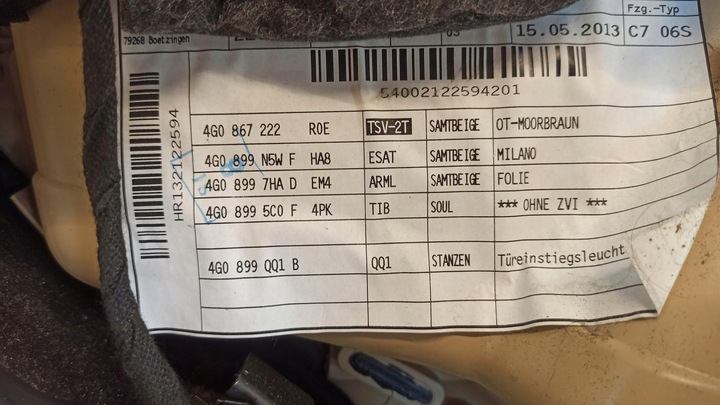 Fzg.-Typ
79268 Boetzingen
15.05.2013 C7 06S
54002122594201
HR132122594
4G0 867 222 R0E TSV-2T SAMTBEIGE OT-MOORBRAUN
4G0 899 N5W F HA8 ESAT SAMTBEIGE MILANO
4G0 899 7HA D EM4 ARML SAMTBEIGE FOLIE
4G0 899 5C0 F 4PK TIB SOUL *** OHNE ZVI ***
4G0 899 QQ1 B QQ1 STANZEN Türeinstiegsleucht